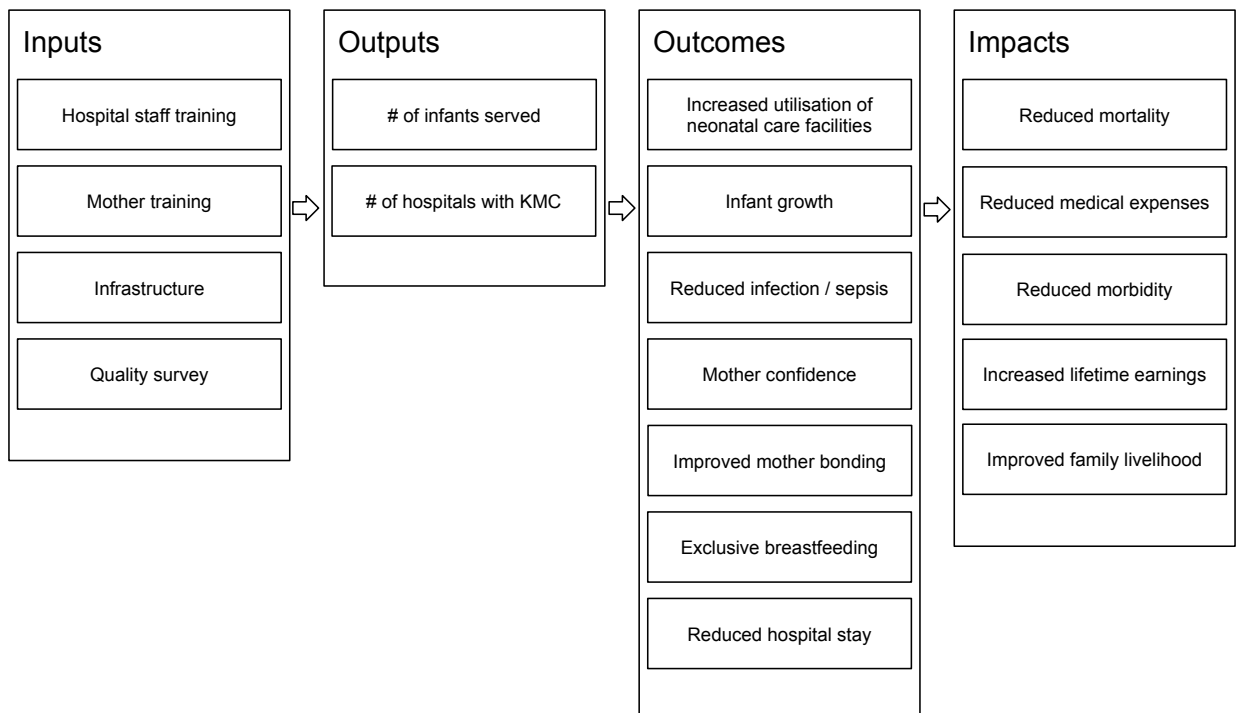 Inputs
Hospital staff training
Mother training
Infrastructure
Quality survey
Outputs
# of infants served
# of hospitals with KMC
Outcomes
Increased utilisation of
neonatal care facilities
Infant growth
Reduced infection / sepsis
Mother confidence
Improved mother bonding
Exclusive breastfeeding
Reduced hospital stay
Impacts
Reduced mortality
Reduced medical expenses
Reduced morbidity
Increased lifetime earnings
Improved family livelihood